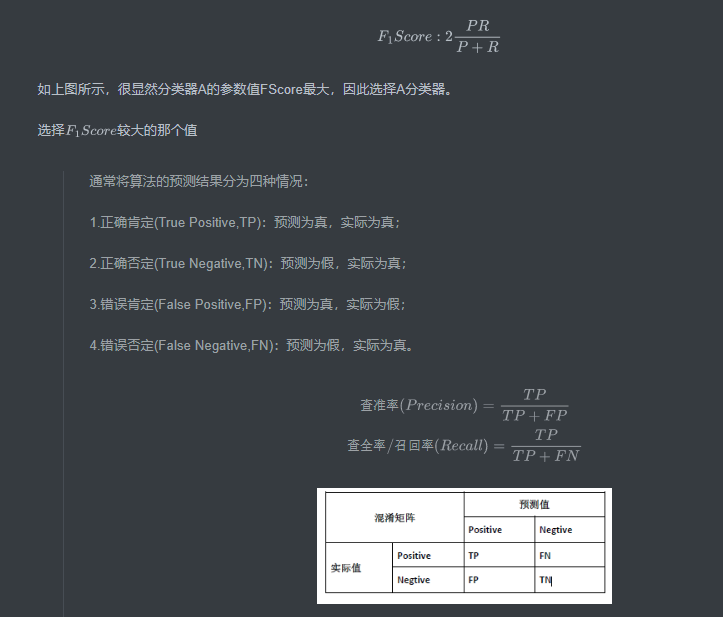 F₁Score : 2 PR / P + R
如上图所示，很显然分类器A的参数值FScore最大，因此选择A分类器。
选择F₁Score较大的那个值
通常将算法的预测结果分为四种情况：
1.正确肯定(True Positive,TP)：预测为真，实际为真；
2.正确否定(True Negative,TN)：预测为假，实际为真；
3.错误肯定(False Positive,FP)：预测为真，实际为假；
4.错误否定(False Negative,FN)：预测为假，实际为真。
查准率(Precision) = TP / TP + FP
查全率/召回率(Recall) = TP / TP + FN
混淆矩阵 预测值
Positive Negtive
实际值 Positive TP FN
Negtive FP TN